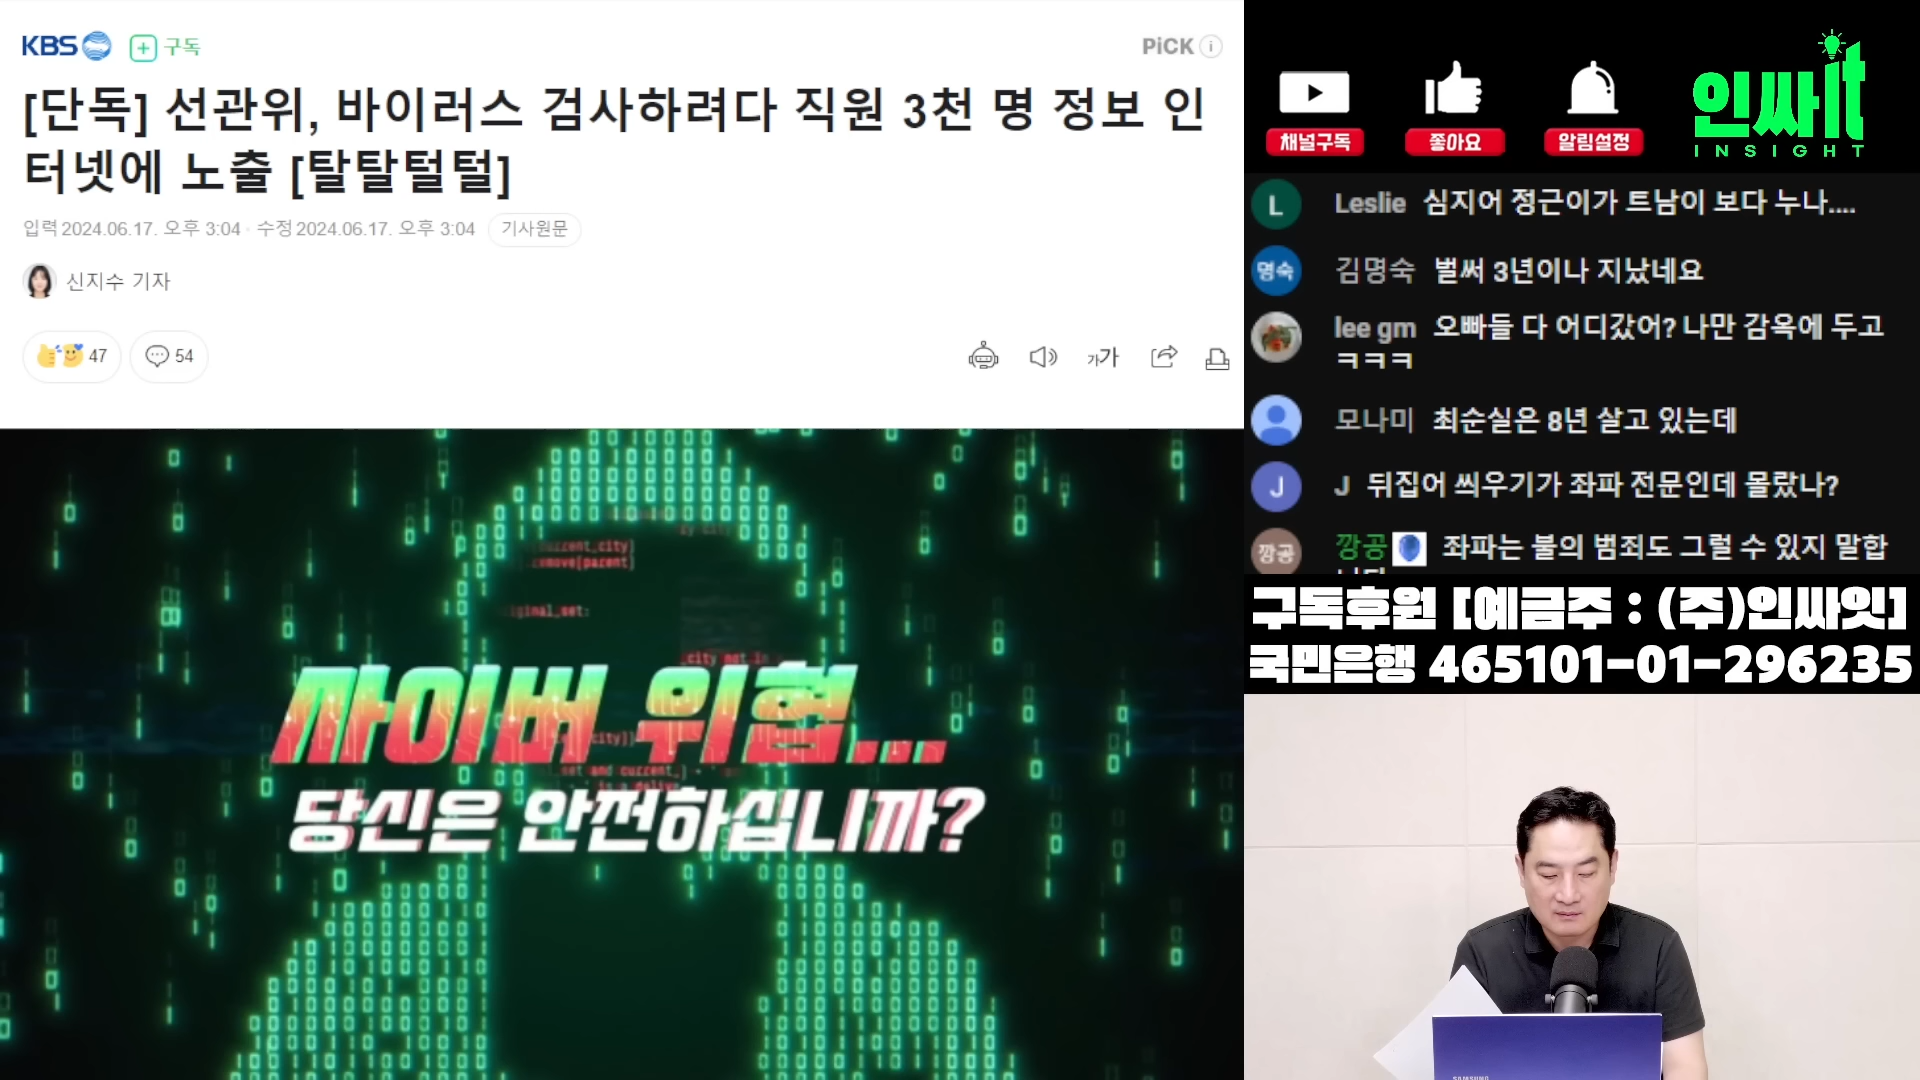 KBS
구독
PiCK
[단독] 선관위, 바이러스 검사하려다 직원 3천 명 정보 인
터넷에 노출 [탈탈털털]
입력 2024.06.17. 오후 3:04 · 수정 2024.06.17. 오후 3:04 기사원문
신지수 기자
47 54
가가
current_city]
.remove[parent]
싸이버 위협...
당신은 안전하십니까?
채널구독
좋아요
알림설정
인싸it
INSIGHT
L Leslie 심지어 정근이가 트남이 보다 누나....
명숙 김명숙 벌써 3년이나 지났네요
lee gm 오빠들 다 어디갔어? 나만 감옥에 두고
ㅋㅋㅋ
모나미 최순실은 8년 살고 있는데
J J 뒤집어 씌우기가 좌파 전문인데 몰랐나?
깡공 깡공 좌파는 불의 범죄도 그럴 수 있지 말합
구독후원 [예금주 : (주)인싸잇]
국민은행 465101-01-296235
SAMSUNG